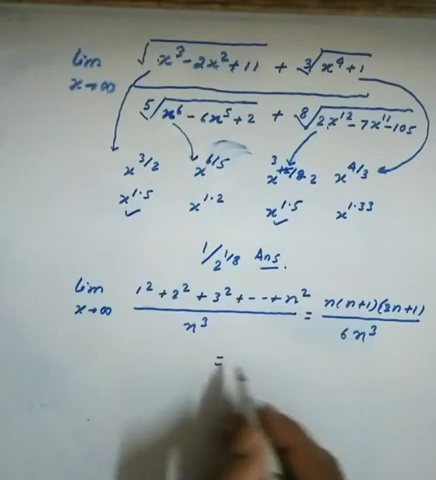 lim x→∞ √(x³ - 2x² + 11) + ∛(x⁴ + 1)
⁵√(x⁶ - 6x⁵ + 2) + ⁸√(2x¹² - 7x¹¹ - 105)
x^3/2 x^6/5 x^4/3
x^1.5 x^1.2 x^1.5 x^1.33
1/2^1/8 Ans.
lim x→∞ 1² + 2² + 3² + -- + n² / n³ = n(n+1)(2n+1) / 6n³
=